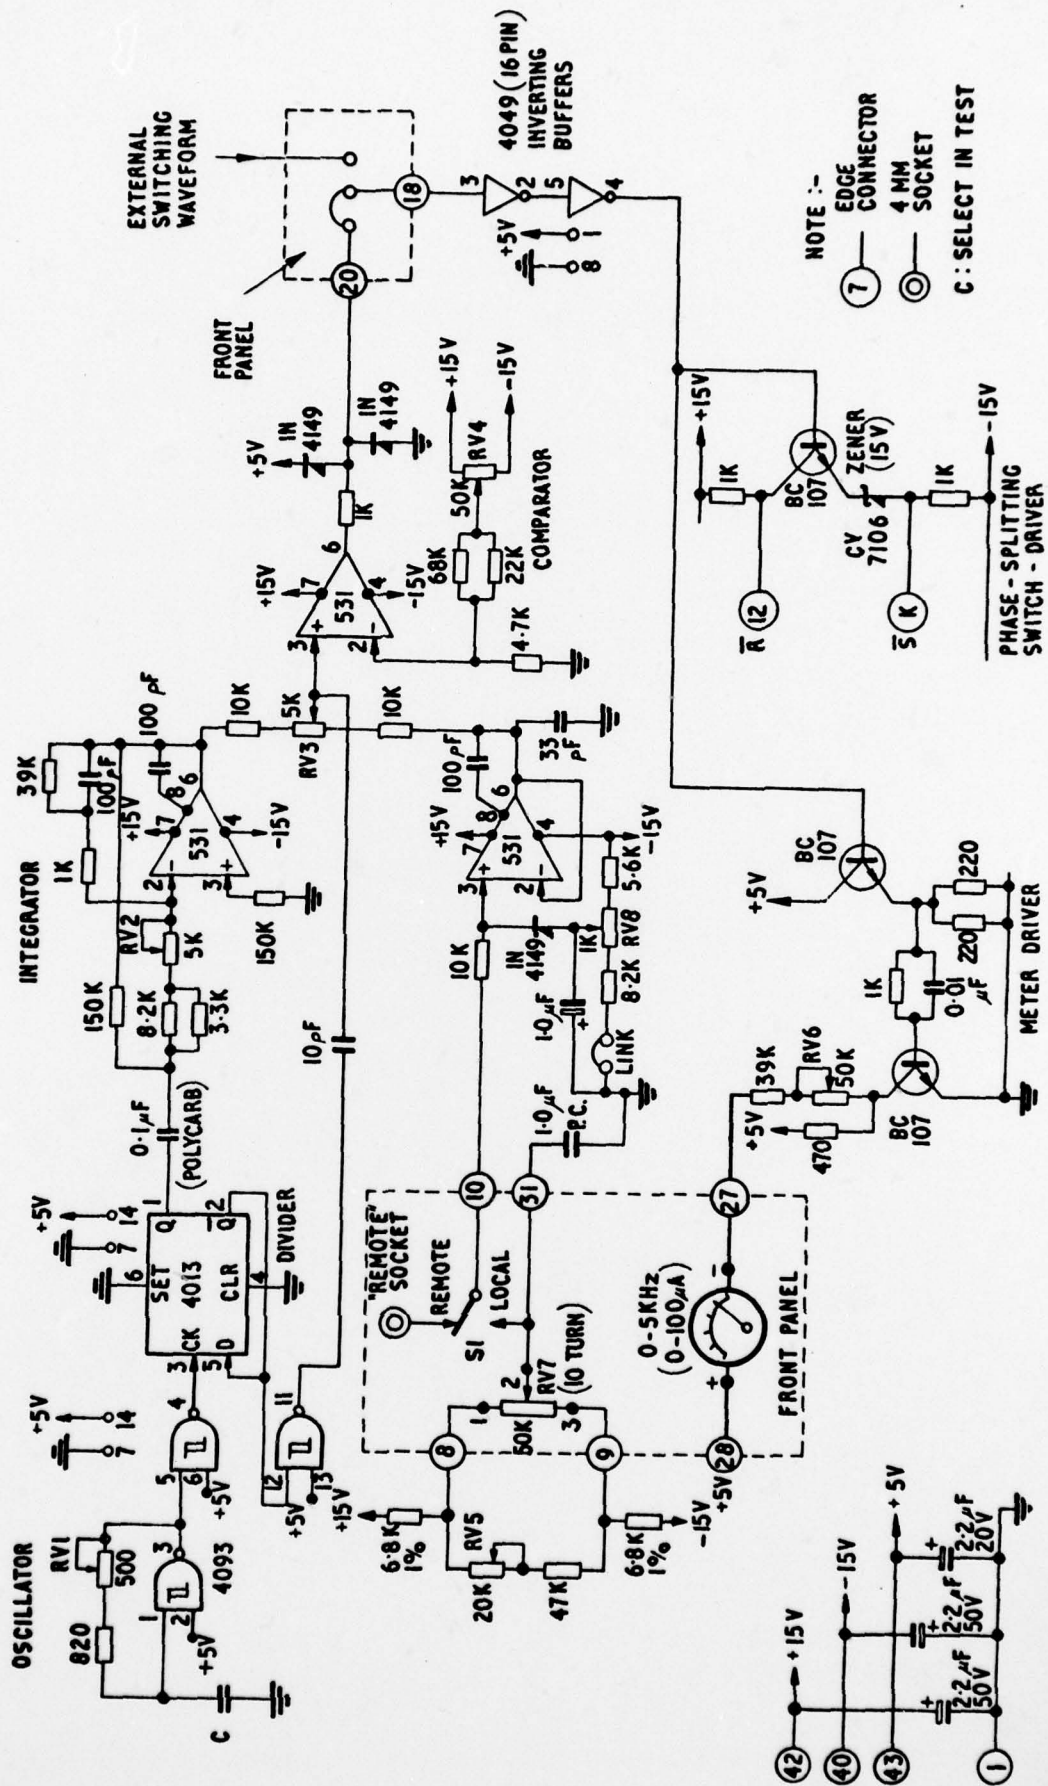 OSCILLATOR
RV1
500
820
C
1
2
3
+5V
4093
5
6
+5V
4
+5V
7
14
12
13
11
+5V
3
5
CK
D
SET
6
4013
CLR
4
Q
1
Q̅
2
+5V
7
14
DIVIDER
0·1µF
(POLYCARB)
INTEGRATOR
150K
8·2K
3·3K
RV2
5K
1K
39K
100pF
100 pF
150K
+15V
-15V
2
3
7
8
6
4
531
10pF
10K
RV3
5K
10K
3
2
+15V
7
531
4
-15V
6
1K
+5V
IN
4149
IN
4149
68K
22K
4·7K
50K
RV4
+15V
-15V
COMPARATOR
FRONT
PANEL
20
18
EXTERNAL
SWITCHING
WAVEFORM
4049 (16PIN)
INVERTING
BUFFERS
3
2
5
4
+5V
1
8
+15V
6·8K
1%
RV5
20K
47K
6·8K
1%
-15V
8
9
1
2
3
RV7
(10 TURN)
50K
"REMOTE"
SOCKET
REMOTE
S1
LOCAL
10
31
0-5KHz
(0-100µA)
+
-
28
27
+5V
FRONT PANEL
10K
IN
4149
1·0µF
P.C.
1·0µF
+
LINK
8·2K
1K
RV8
5·6K
-15V
+15V
3
2
7
8
531
6
4
100pF
33
pF
39K
RV6
50K
+5V
470
BC
107
1K
0·01
µF
+5V
BC
107
220
220
METER DRIVER
+15V
1K
R̅
12
BC
107
CV
7106
ZENER
(15V)
S̅
K
1K
-15V
PHASE-SPLITTING
SWITCH-DRIVER
NOTE :-
7
EDGE
CONNECTOR
4 MM
SOCKET
C : SELECT IN TEST
42
40
43
1
+15V
-15V
+5V
+
2·2µF
50V
+
2·2µF
50V
+
2·2µF
20V